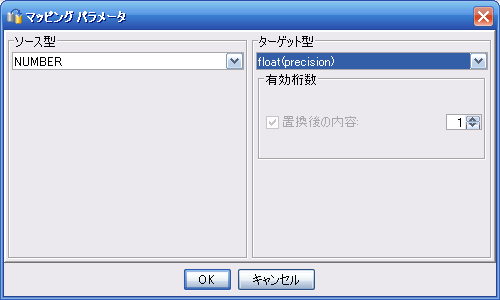 マッピング パラメータ
ソース型
NUMBER
ターゲット型
float(precision)
有効桁数
置換後の内容:
1
OK
キャンセル